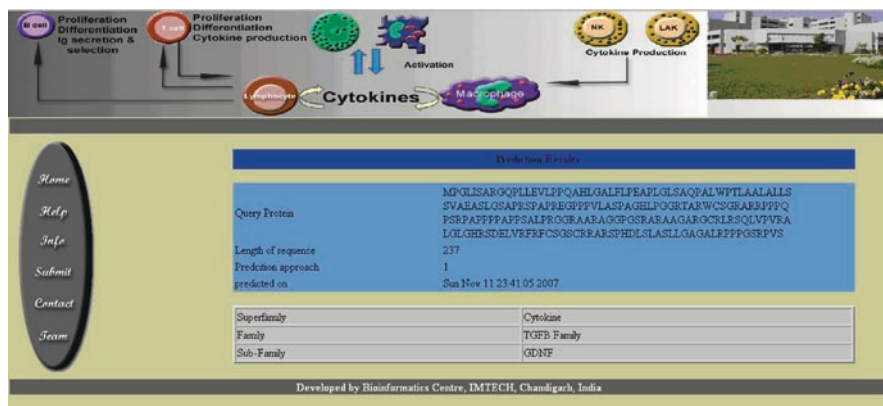 B cell
Proliferation
Differentiation
Ig secretion &
selection
T cell
Proliferation
Differentiation
Cytokine production
Activation
NK
LAK
Cytokine Production
Lymphocyte
Cytokines
Macrophage
Home
Help
Info
Submit
Contact
Team
Prediction Results
Query Protein
MPGLISARGQPLLEVLPPQAHLGALFLPEAPLGLSAQPALWPTLAALALLS
SVAEASLGSAPRSPAPREGPPPVLASPAGHLPGGRTARWCSGRARRPPPQ
PSRPAPPPPAPPSALPRGGRAARAGGPGSRARAAGARGCRLRSQLVPVRA
LGLGHRSDELVRFRFCSGSCRRARSPHDLSLASLLGAGALRPPPGSRPVS
Length of sequence 237
Prediction approach 1
predicted on Sun Nov 11 23:41:05 2007
Superfamily Cytokine
Family TGFB Family
Sub-Family GDNF
Developed by Bioinformatics Centre, IMTECH, Chandigarh, India